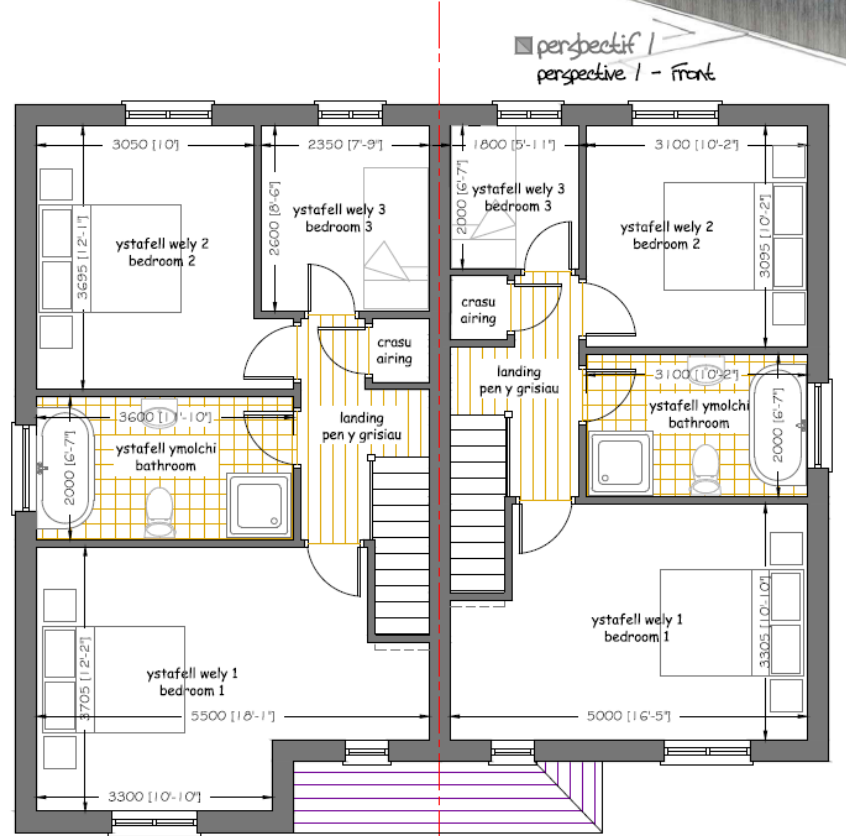 perspectif 1
perspective 1 - Front
3050 [10']
2350 [7'-9"]
1800 [5'-11"]
3100 [10'-2"]
3695 [12'-1"]
ystafell wely 2
bedroom 2
2600 [8'-6"]
ystafell wely 3
bedroom 3
2000 [6'-7"]
ystafell wely 3
bedroom 3
ystafell wely 2
bedroom 2
3095 [10'-2"]
crasu
airing
crasu
airing
landing
pen y grisiau
landing
pen y grisiau
3600 [11'-10"]
2000 [6'-7"]
ystafell ymolchi
bathroom
3100 [10'-2"]
ystafell ymolchi
bathroom
2000 [6'-7"]
3705 [12'-2"]
ystafell wely 1
bedroom 1
5500 [18'-1"]
3300 [10'-10"]
ystafell wely 1
bedroom 1
3305 [10'-10"]
5000 [16'-5"]